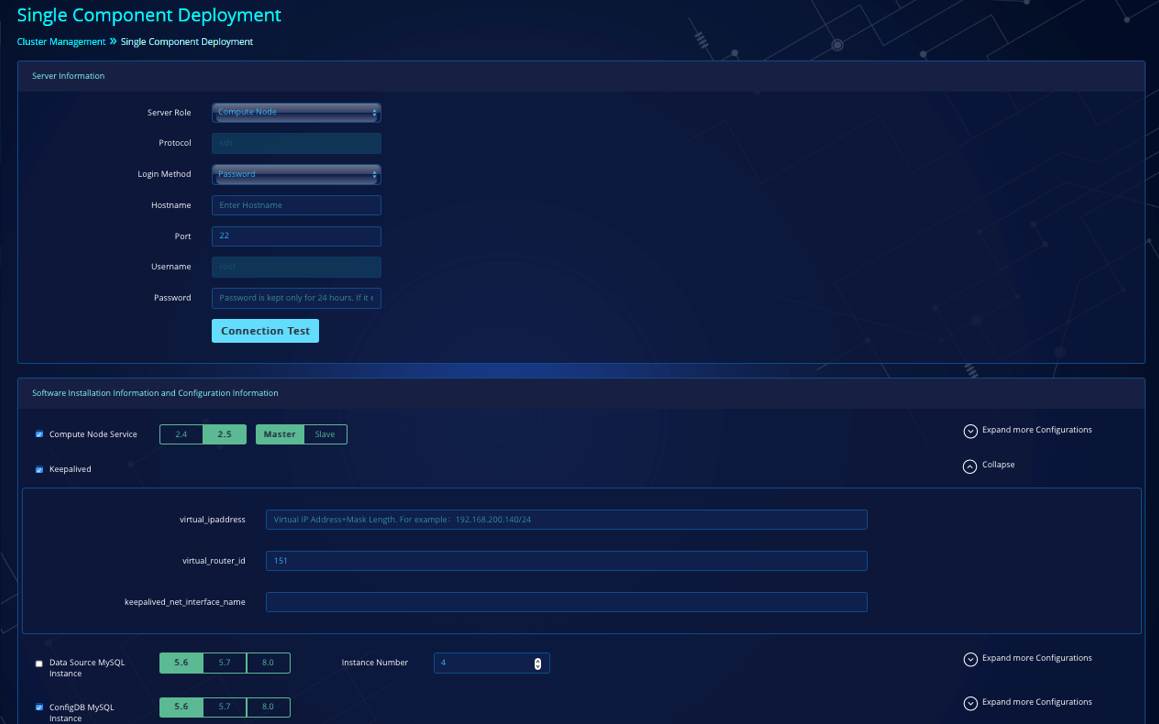 Single Component Deployment
Cluster Management » Single Component Deployment
Server Information
Server Role Compute Node
Protocol ssh
Login Method Password
Hostname Enter Hostname
Port 22
Username root
Password Password is kept only for 24 hours. If it e
Connection Test
Software Installation Information and Configuration Information
Compute Node Service 2.4 2.5 Master Slave Expand more Configurations
Keepalived Collapse
virtual_ipaddress Virtual IP Address+Mask Length. For example: 192.168.200.140/24
virtual_router_id 151
keepalived_net_interface_name
Data Source MySQL Instance 5.6 5.7 8.0 Instance Number 4 Expand more Configurations
ConfigDB MySQL Instance 5.6 5.7 8.0 Expand more Configurations